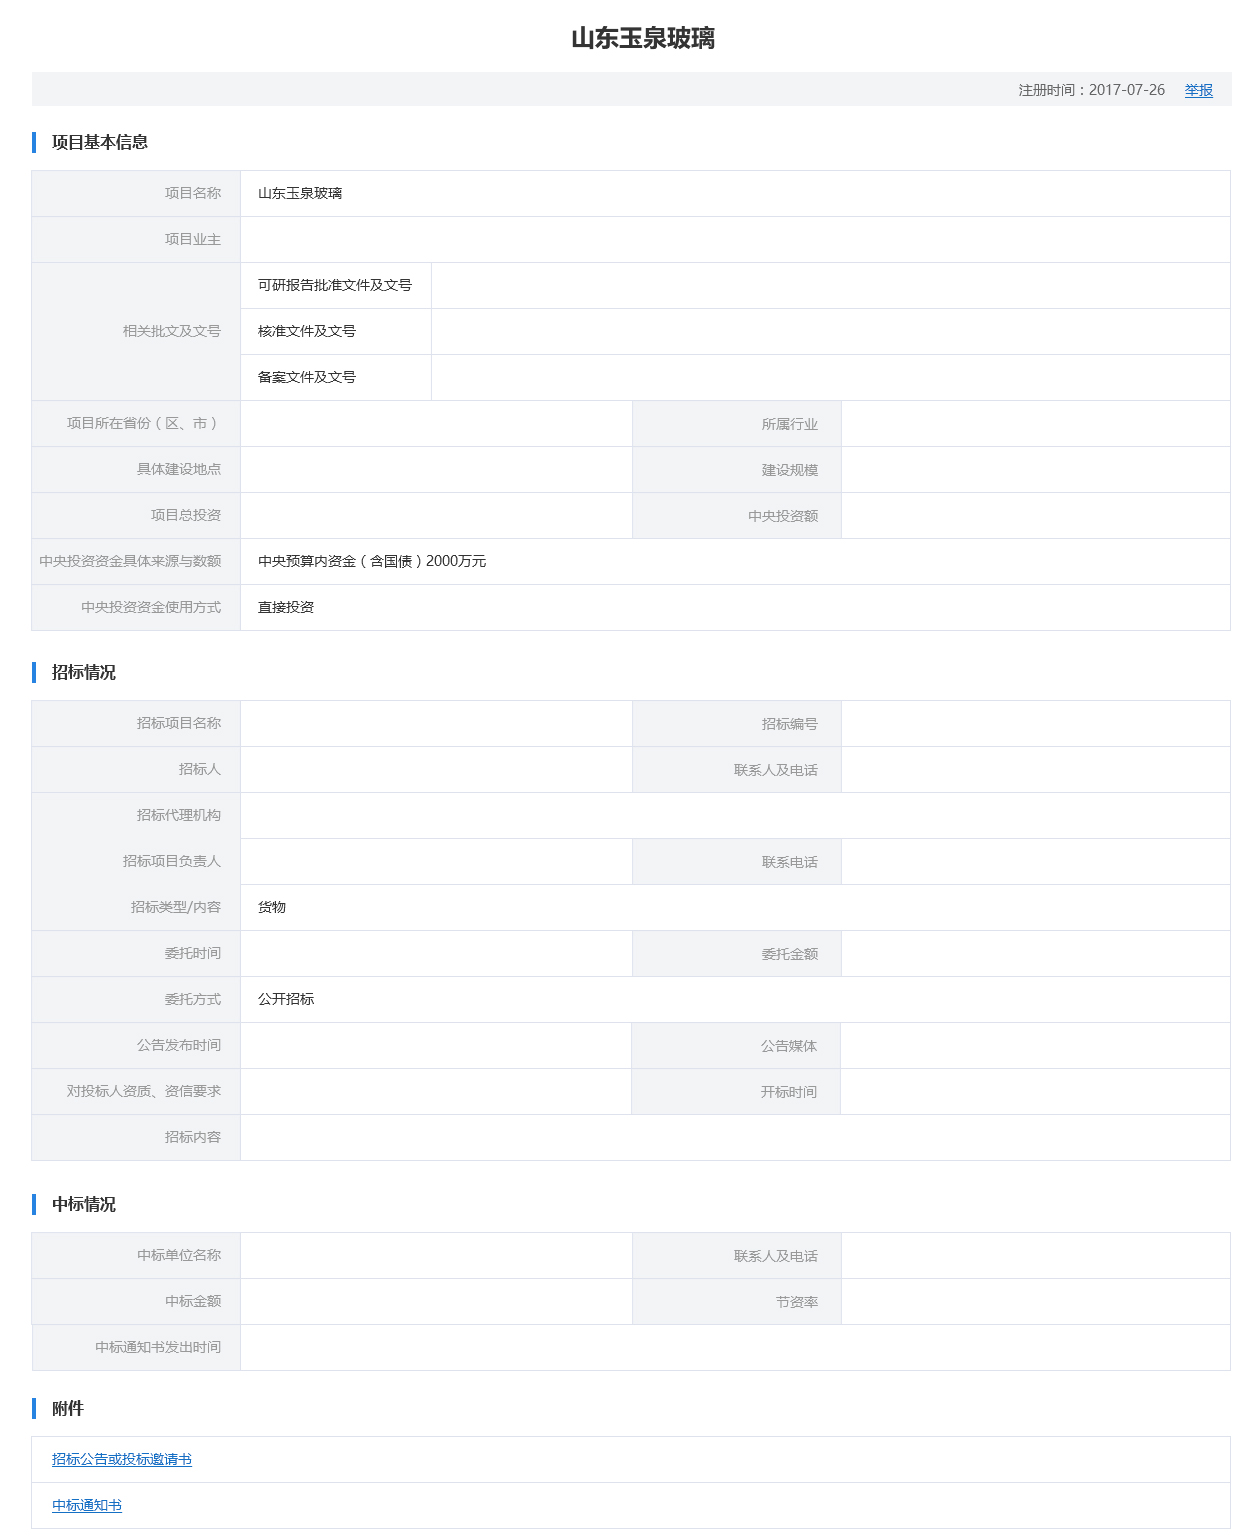 山东玉泉玻璃
注册时间：2017-07-26 举报
项目基本信息
项目名称 山东玉泉玻璃
项目业主
可研报告批准文件及文号
相关批文及文号 核准文件及文号
备案文件及文号
项目所在省份（区、市） 所属行业
具体建设地点 建设规模
项目总投资 中央投资额
中央投资资金具体来源与数额 中央预算内资金（含国债）2000万元
中央投资资金使用方式 直接投资
招标情况
招标项目名称 招标编号
招标人 联系人及电话
招标代理机构
招标项目负责人 联系电话
招标类型/内容 货物
委托时间 委托金额
委托方式 公开招标
公告发布时间 公告媒体
对投标人资质、资信要求 开标时间
招标内容
中标情况
中标单位名称 联系人及电话
中标金额 节资率
中标通知书发出时间
附件
招标公告或投标邀请书
中标通知书